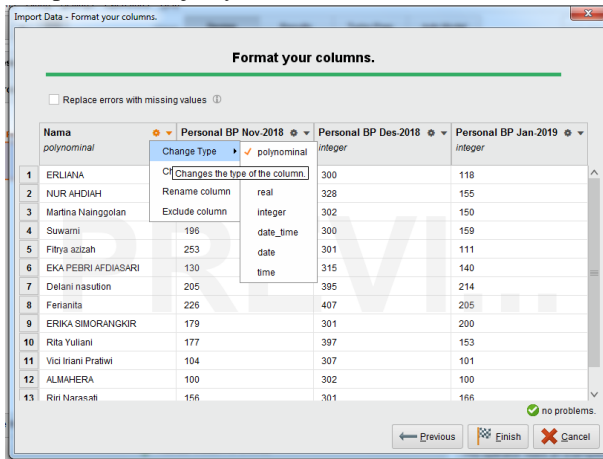 Import Data - Format your columns.
Format your columns.
Replace errors with missing values
Nama Personal BP Nov-2018 Personal BP Des-2018 Personal BP Jan-2019
polynominal integer integer
Change Type polynominal
Changes the type of the column.
Rename column real
Exclude column integer
date_time
date
time
1 ERLIANA 300 118
2 NUR AHDIAH 328 155
3 Martina Nainggolan 302 150
4 Suwarni 196 300 159
5 Fitrya azizah 253 301 111
6 EKA PEBRI AFDIASARI 130 315 140
7 Delani nasution 205 395 214
8 Ferianita 226 407 205
9 ERIKA SIMORANGKIR 179 301 200
10 Rita Yuliani 177 397 153
11 Vici Iriani Pratiwi 104 307 101
12 ALMAHERA 100 302 100
13 Riri Narasati 156 301 166
PREVI...
no problems.
Previous Finish Cancel